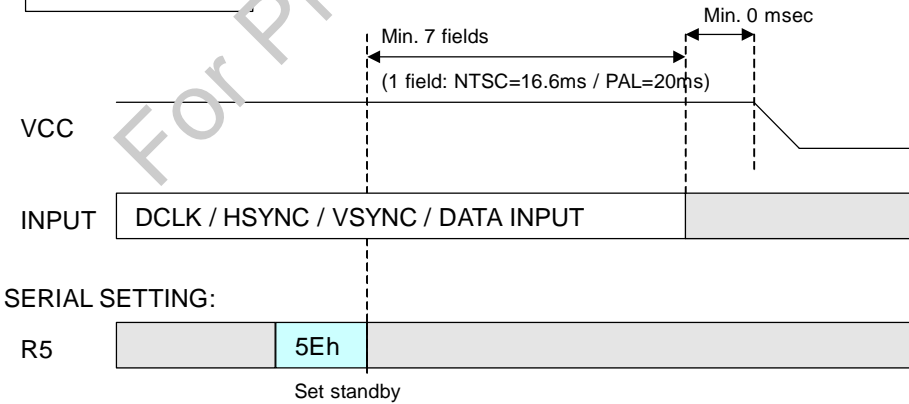 Min. 0 msec
Min. 7 fields
(1 field: NTSC=16.6ms / PAL=20ms)
VCC
INPUT DCLK / HSYNC / VSYNC / DATA INPUT
SERIAL SETTING:
R5 5Eh
Set standby
For P